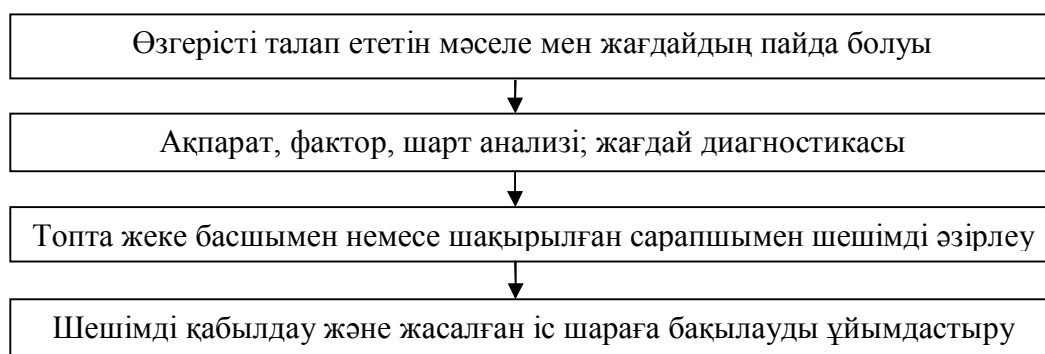 Өзгерісті талап ететін мәселе мен жағдайдың пайда болуы
Ақпарат, фактор, шарт анализі; жағдай диагностикасы
Топта жеке басшымен немесе шақырылған сарапшымен шешімді әзірлеу
Шешімді қабылдау және жасалған іс шараға бақылауды ұйымдастыру